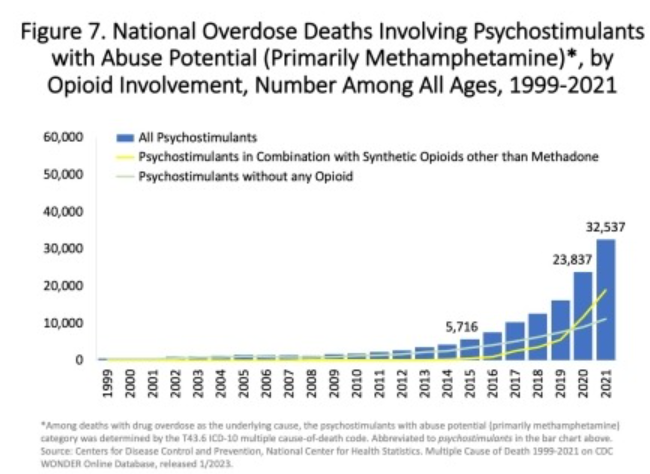 Figure 7. National Overdose Deaths Involving Psychostimulants
with Abuse Potential (Primarily Methamphetamine)*, by
Opioid Involvement, Number Among All Ages, 1999-2021
60,000
All Psychostimulants
Psychostimulants in Combination with Synthetic Opioids other than Methadone
50,000
Psychostimulants without any Opioid
40,000
32,537
30,000
23,837
20,000
10,000
5,716
0
1999 2000 2001 2002 2003 2004 2005 2006 2007 2008 2009 2010 2011 2012 2013 2014 2015 2016 2017 2018 2019 2020 2021
*Among deaths with drug overdose as the underlying cause, the psychostimulants with abuse potential (primarily methamphetamine)
category was determined by the T43.6 ICD-10 multiple cause-of-death code. Abbreviated to psychostimulants in the bar chart above.
Source: Centers for Disease Control and Prevention, National Center for Health Statistics. Multiple Cause of Death 1999-2021 on CDC
WONDER Online Database, released 1/2023.